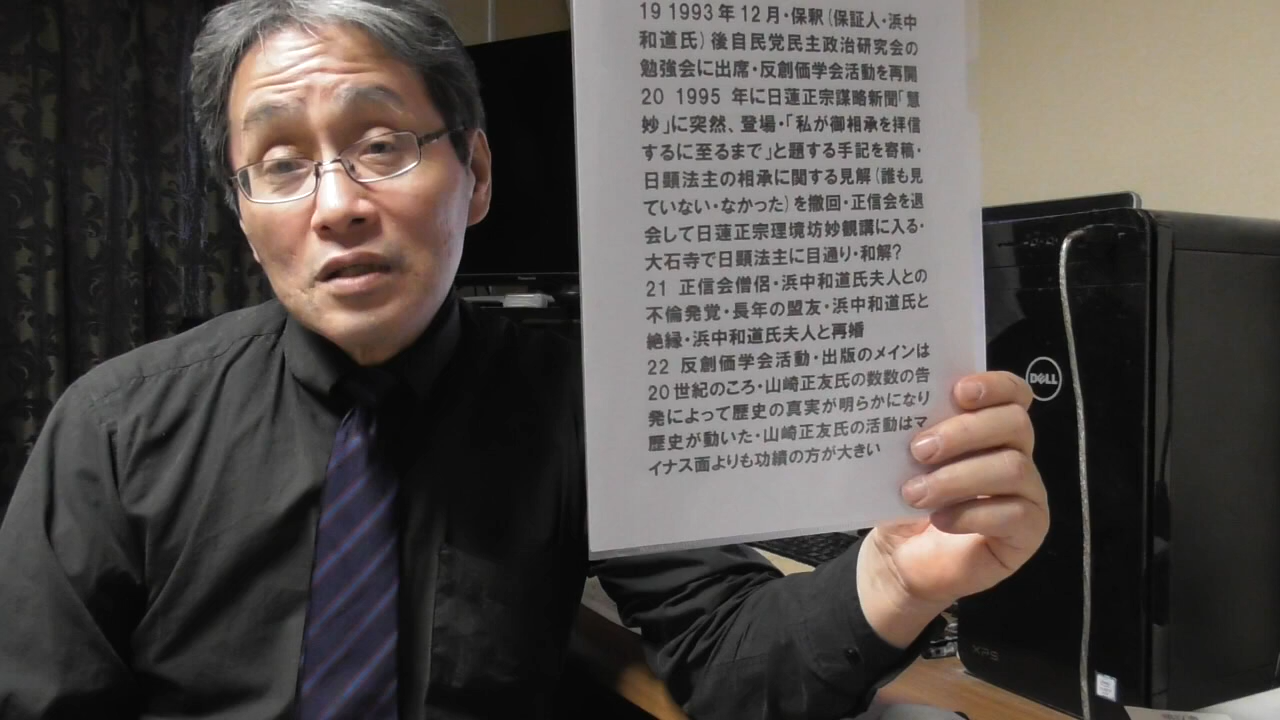 19 1993年12月・保釈(保証人・浜中
和道氏)後自民党民主政治研究会の
勉強会に出席・反創価学会活動を再開
20 1995 年に日蓮正宗謀略新聞「慧
妙」に突然、登場・「私が御相承を拝信
するに至るまで」と題する手記を寄稿・
日顕法主の相承に関する見解(誰も見
ていない・なかった)を撤回・正信会を退
会して日蓮正宗理境坊妙観講に入る・
大石寺で日顕法主に目通り・和解?
21 正信会僧侶・浜中和道氏夫人との
不倫発覚・長年の盟友・浜中和道氏と
絶縁・浜中和道氏夫人と再婚
22 反創価学会活動・出版のメインは
20世紀のころ・山崎正友氏の数数の告
発によって歴史の真実が明らかになり
歴史が動いた・山崎正友氏の活動はマ
イナス面よりも功績の方が大きい
Panasonic
DELL
XPS